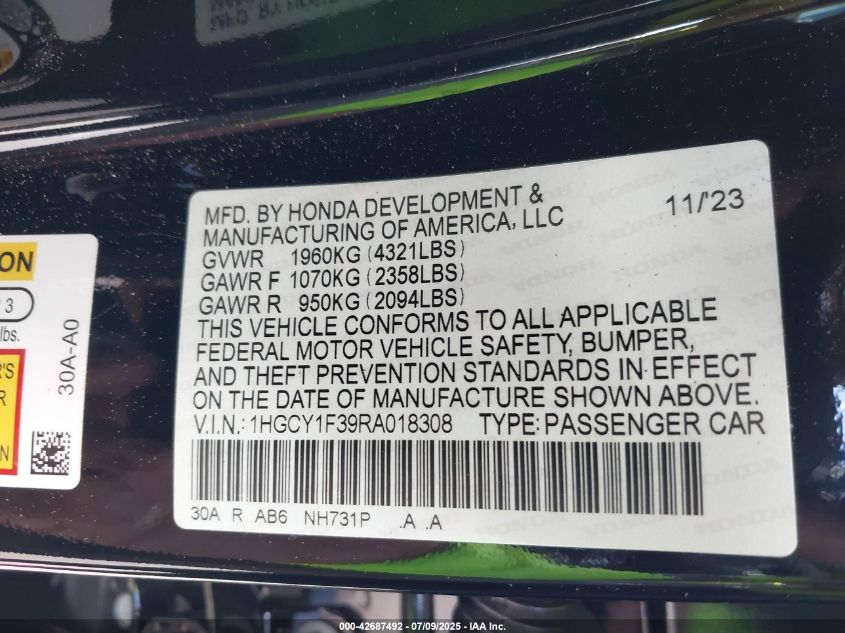 MFD. BY HONDA DEVELOPMENT &
MANUFACTURING OF AMERICA, LLC
11/'23
GVWR 1960KG (4321LBS)
GAWR F 1070KG (2358LBS)
GAWR R 950KG (2094LBS)
THIS VEHICLE CONFORMS TO ALL APPLICABLE
FEDERAL MOTOR VEHICLE SAFETY, BUMPER,
AND THEFT PREVENTION STANDARDS IN EFFECT
ON THE DATE OF MANUFACTURE SHOWN ABOVE.
V.I.N.: 1HGCY1F39RA018308 TYPE: PASSENGER CAR
30A R AB6 NH731P .A .A
ON
3
lbs.
'S
R
N
30A-A0
000-42687492 - 07/09/2025 - IAA Inc.